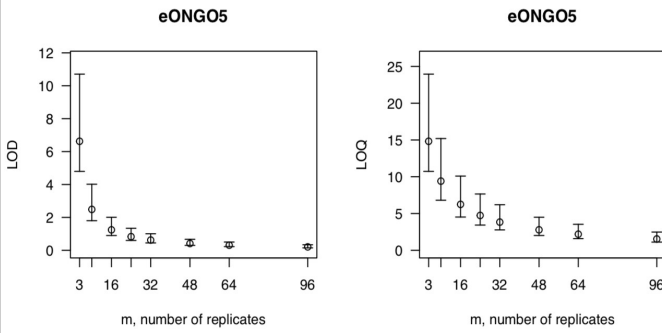 eONGO5
LOD
12
10
8
6
4
2
0
3 16 32 48 64 96
m, number of replicates
eONGO5
LOQ
25
20
15
10
5
0
3 16 32 48 64 96
m, number of replicates